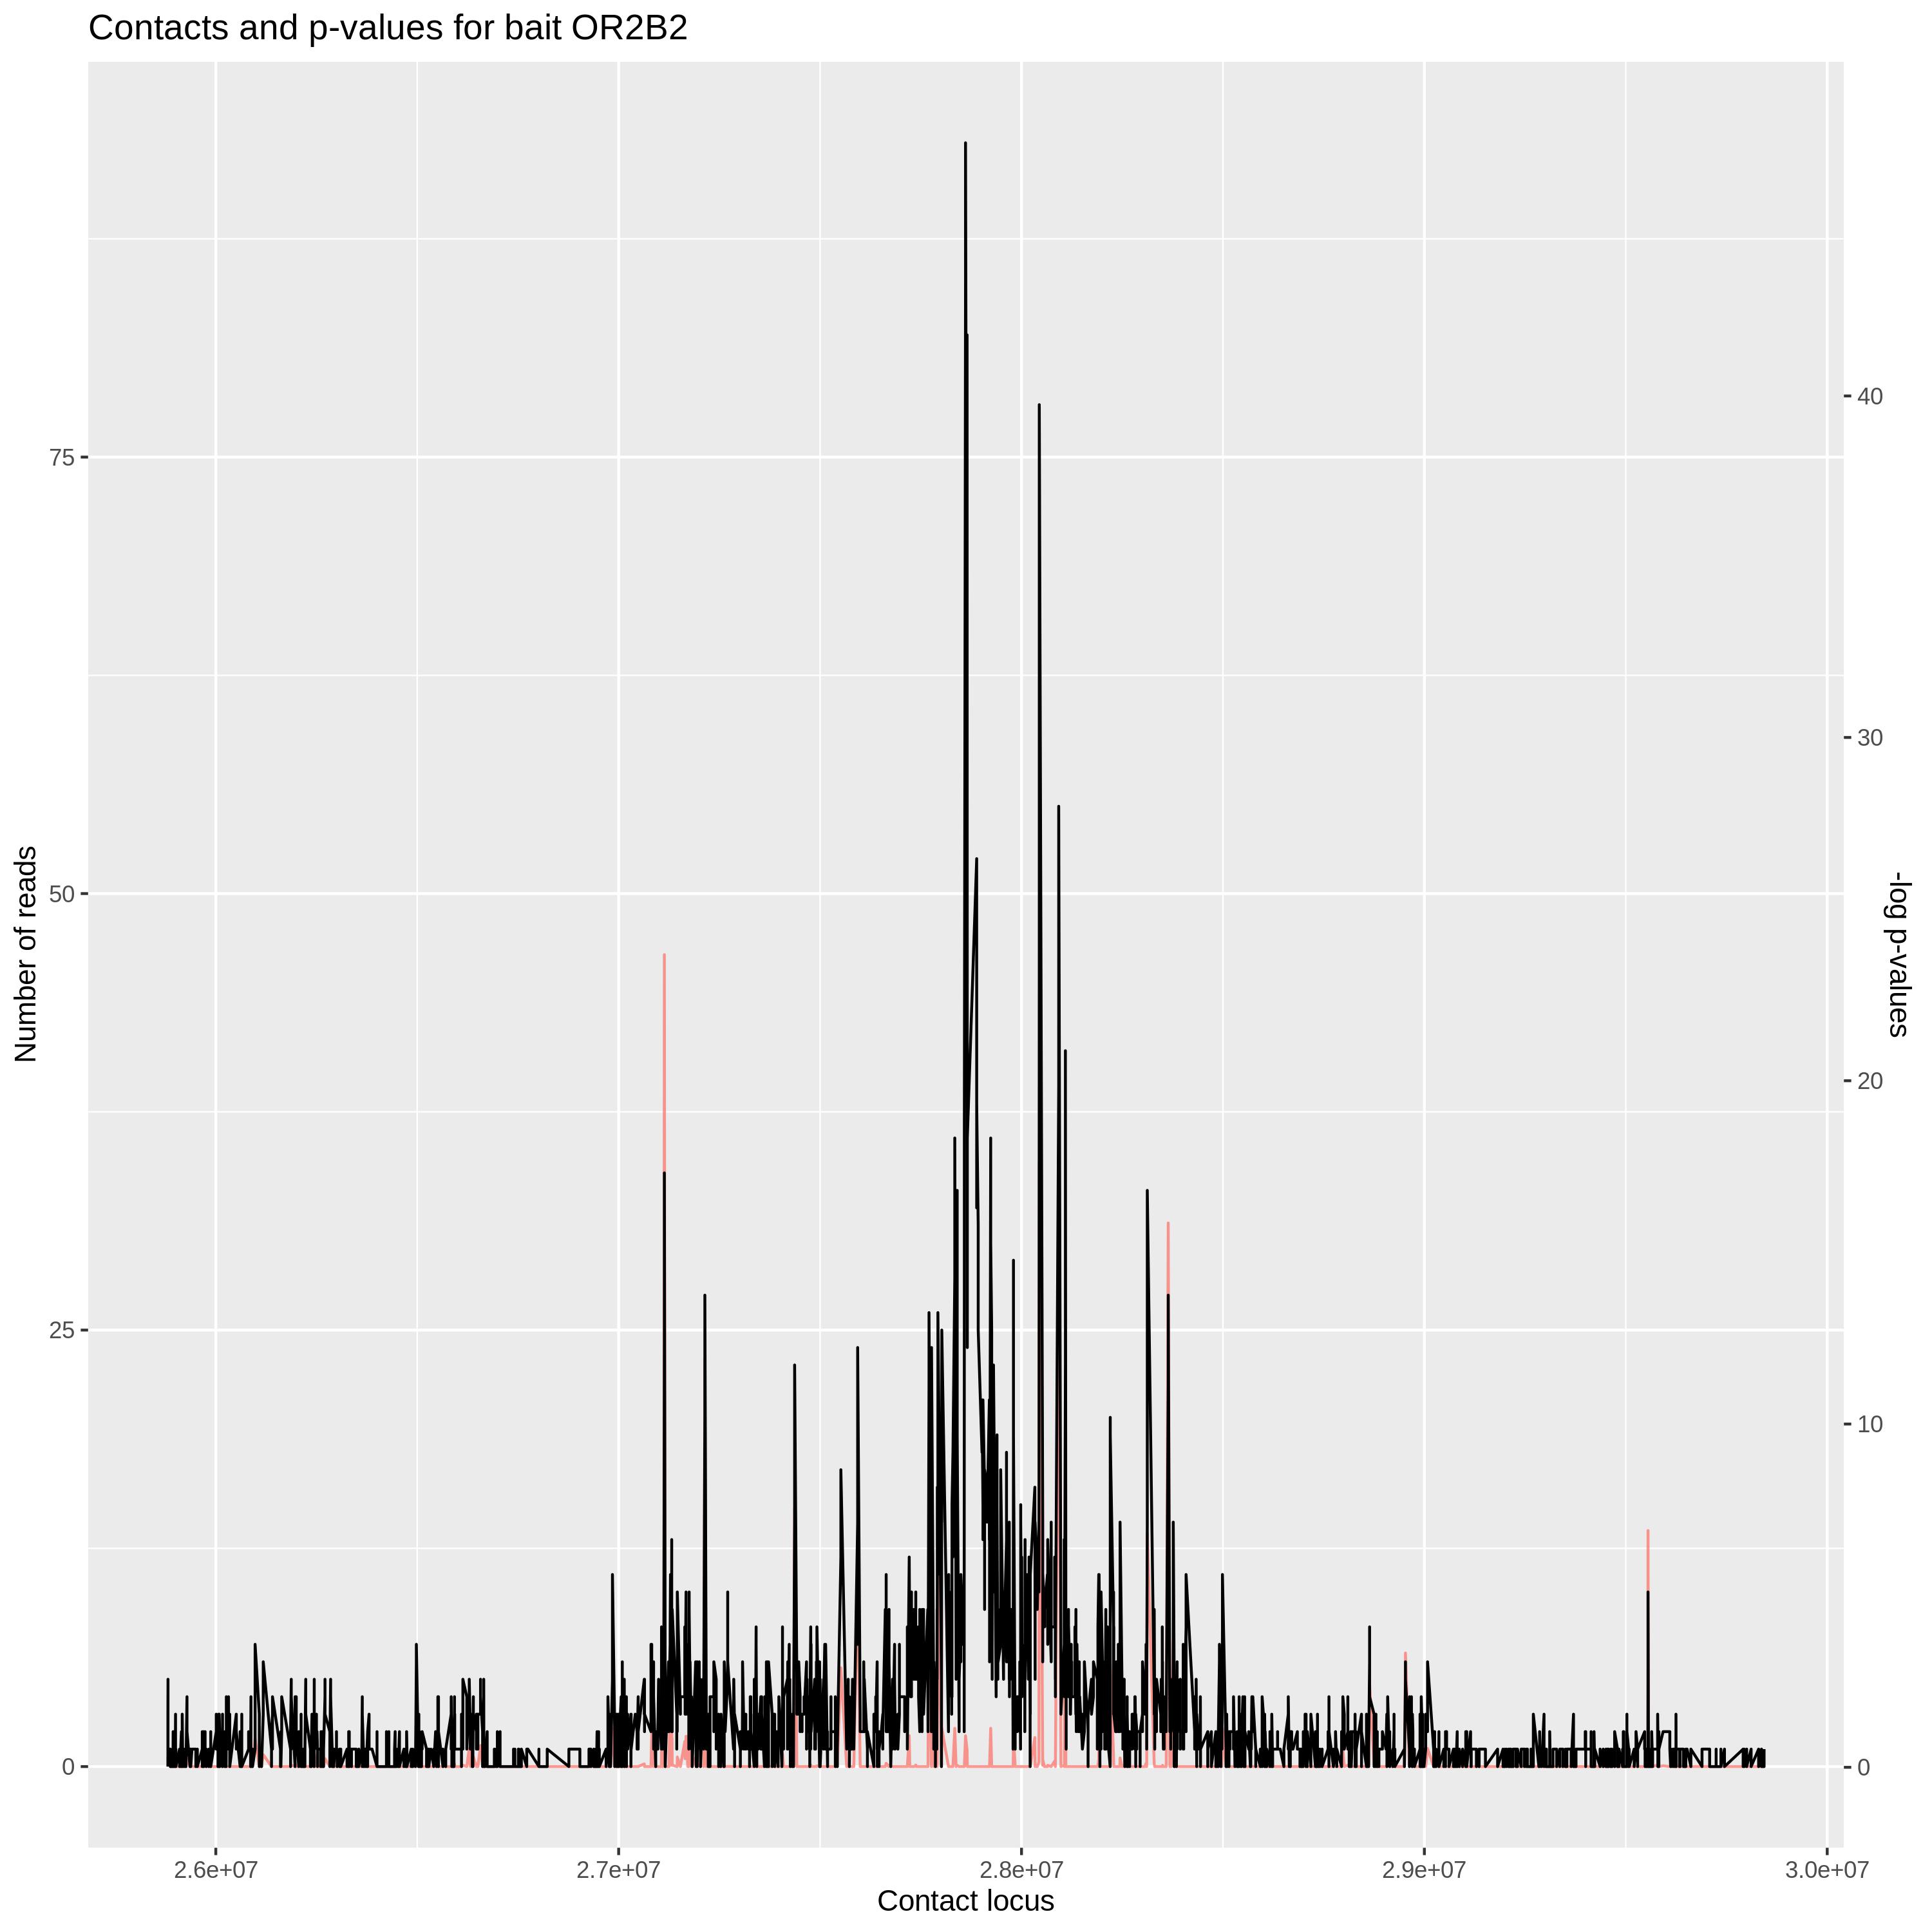 Contacts and p-values for bait OR2B2
Number of reads
75
50
25
0
40
30
20
10
0
-log p-values
2.6e+07
2.7e+07
2.8e+07
2.9e+07
3.0e+07
Contact locus